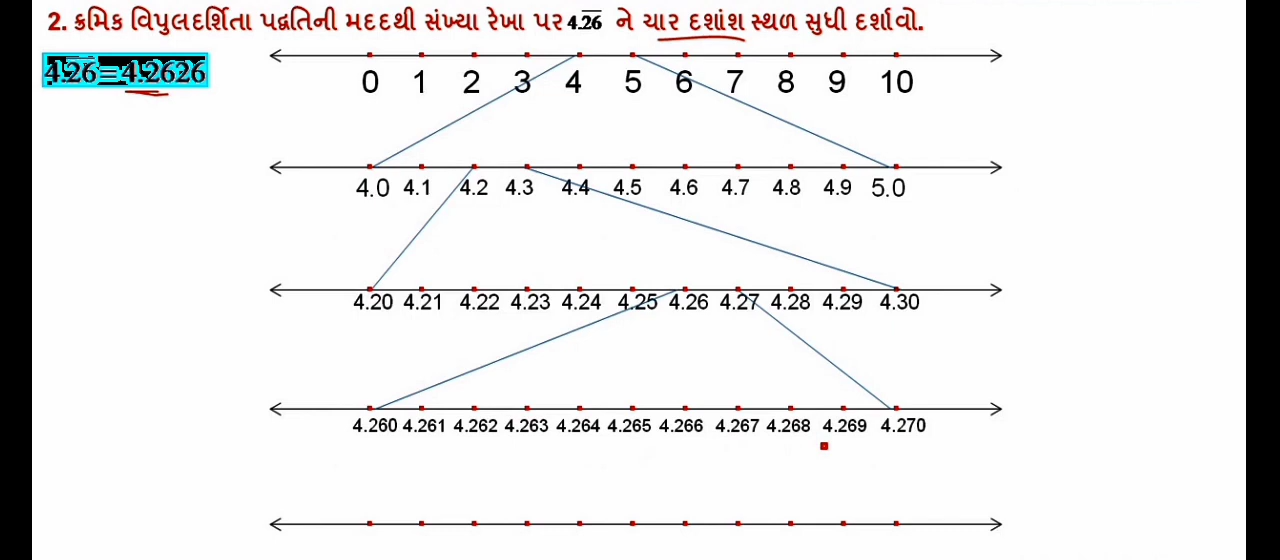 2. ક્રમિક વિપુલદર્શિતા પદ્ધતિની મદદથી સંખ્યા રેખા પર 4.2̅6̅ ને ચાર દશાંશ સ્થળ સુધી દર્શાવો.
4.2̅6̅=4.2626
0 1 2 3 4 5 6 7 8 9 10
4.0 4.1 4.2 4.3 4.4 4.5 4.6 4.7 4.8 4.9 5.0
4.20 4.21 4.22 4.23 4.24 4.25 4.26 4.27 4.28 4.29 4.30
4.260 4.261 4.262 4.263 4.264 4.265 4.266 4.267 4.268 4.269 4.270